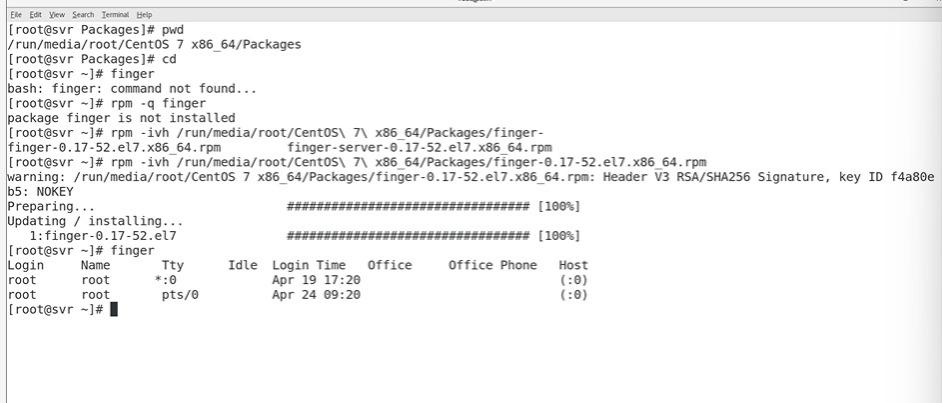 File Edit View Search Terminal Help
[root@svr Packages]# pwd
/run/media/root/CentOS 7 x86_64/Packages
[root@svr Packages]# cd
[root@svr ~]# finger
bash: finger: command not found...
[root@svr ~]# rpm -q finger
package finger is not installed
[root@svr ~]# rpm -ivh /run/media/root/CentOS\ 7\ x86_64/Packages/finger-
finger-0.17-52.el7.x86_64.rpm         finger-server-0.17-52.el7.x86_64.rpm
[root@svr ~]# rpm -ivh /run/media/root/CentOS\ 7\ x86_64/Packages/finger-0.17-52.el7.x86_64.rpm
warning: /run/media/root/CentOS 7 x86_64/Packages/finger-0.17-52.el7.x86_64.rpm: Header V3 RSA/SHA256 Signature, key ID f4a80e
b5: NOKEY
Preparing...                          ################################# [100%]
Updating / installing...
   1:finger-0.17-52.el7               ################################# [100%]
[root@svr ~]# finger
Login     Name       Tty      Idle  Login Time   Office     Office Phone   Host
root      root      *:0             Apr 19 17:20                           (:0)
root      root       pts/0          Apr 24 09:20                           (:0)
[root@svr ~]#